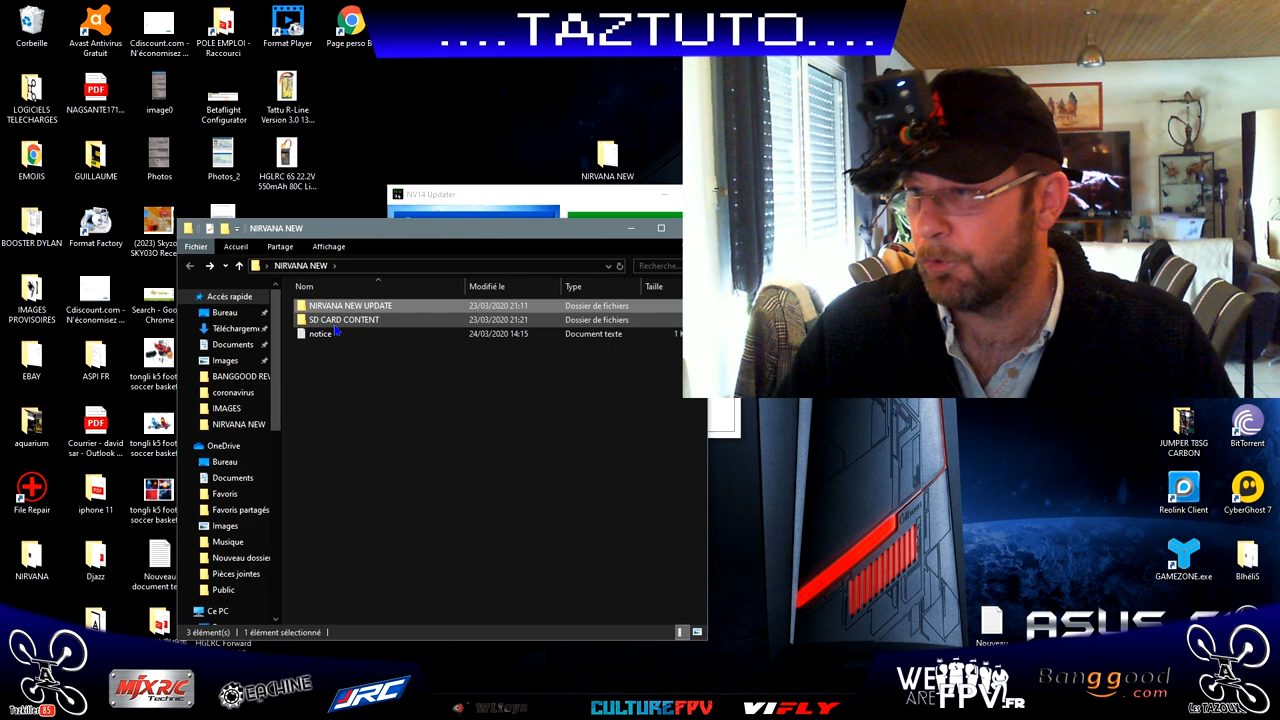 ....TAZTUTO....
Corbeille
Avast Antivirus
Gratuit
Cdiscount.com -
N'économisez ...
POLE EMPLOI -
Raccourci
Format Player
Page perso B
LOGICIELS
TELECHARGES
PDF
NAGSANTE171...
image0
Betaflight
Configurator
Tattu R-Line
Version 3.0 13...
EMOJIS
GUILLAUME
Photos
Photos_2
HGLRC 6S 22.2V
550mAh 80C Li...
NIRVANA NEW
NV14 Updater
BOOSTER DYLAN
Format Factory
(2023) Skyzo
SKY03O Rece
IMAGES
PROVISOIRES
Cdiscount.com
N'économisez
Search - Goo
Chrome
EBAY
ASPI FR
tongli k5 foot
soccer basket
aquarium
PDF
Courrier - david
sar - Outlook ...
tongli k5 foot
soccer basket
File Repair
iphone 11
tongli k5 foot
soccer basket
NIRVANA
Djazz
Nouveau
document te
HGLRC Forward
NIRVANA NEW
Fichier
Accueil
Partage
Affichage
NIRVANA NEW
Recherche...
Nom
Modifié le
Type
Taille
NIRVANA NEW UPDATE
23/03/2020 21:11
Dossier de fichiers
SD CARD CONTENT
23/03/2020 21:21
Dossier de fichiers
notice
24/03/2020 14:15
Document texte
1 K
Accès rapide
Bureau
Téléchargeme
Documents
Images
BANGGOOD REV
coronavirus
IMAGES
NIRVANA NEW
OneDrive
Bureau
Documents
Favoris
Favoris partagés
Images
Musique
Nouveau dossier
Pièces jointes
Public
Ce PC
3 élément(s)
1 élément sélectionné
JUMPER T8SG
CARBON
BitTorrent
Reolink Client
CyberGhost 7
GAMEZONE.exe
BlhéliS
Nouveau
ASUS
Tazkiller85
MJXR/C
Technic
EACHINE
JJRC
WLtoys
CULTUREFPV
VIFLY
WE
ARE
FPV.FR
Banggood
.com
LES TAZOUX